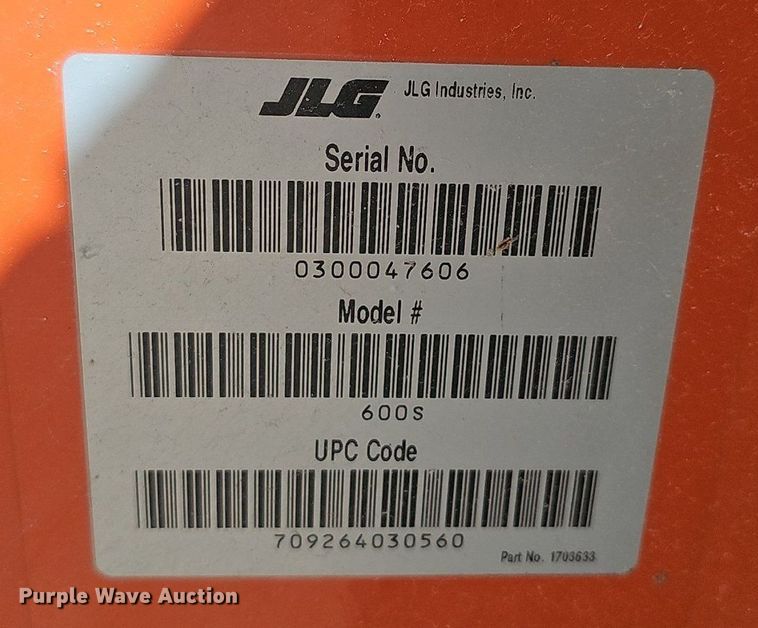 JLG® JLG Industries, Inc.
Serial No.
0300047606
Model #
600S
UPC Code
709264030560
Part No. 1703633
Purple Wave Auction